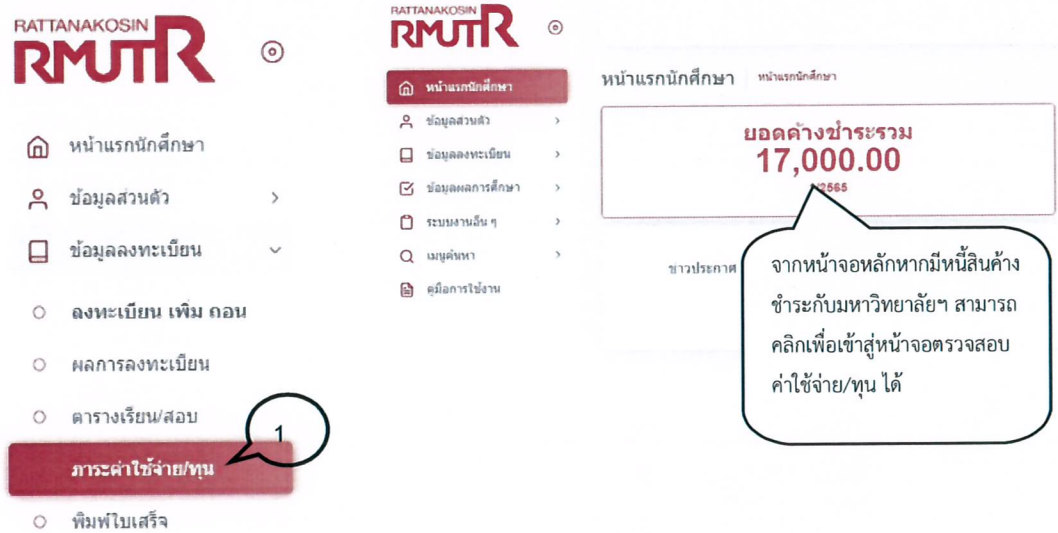 RATTANAKOSIN
RMUTR
หน้าแรกนักศึกษา
ข้อมูลส่วนตัว
ข้อมูลลงทะเบียน
ลงทะเบียน เพิ่ม ถอน
ผลการลงทะเบียน
ตารางเรียน/สอบ
1
ภาระค่าใช้จ่าย/ทุน
พิมพ์ใบเสร็จ
RATTANAKOSIN
RMUTR
หน้าแรกนักศึกษา
ข้อมูลส่วนตัว
ข้อมูลลงทะเบียน
ข้อมูลผลการศึกษา
ระบบงานอื่น ๆ
เมนูค้นหา
คู่มือการใช้งาน
หน้าแรกนักศึกษา หน้าแรกนักศึกษา
ยอดค้างชำระรวม
17,000.00
/2565
ข่าวประกาศ
จากหน้าจอหลักหากมีหนี้สินค้าง
ชำระกับมหาวิทยาลัยฯ สามารถ
คลิกเพื่อเข้าสู่หน้าจอตรวจสอบ
ค่าใช้จ่าย/ทุน ได้